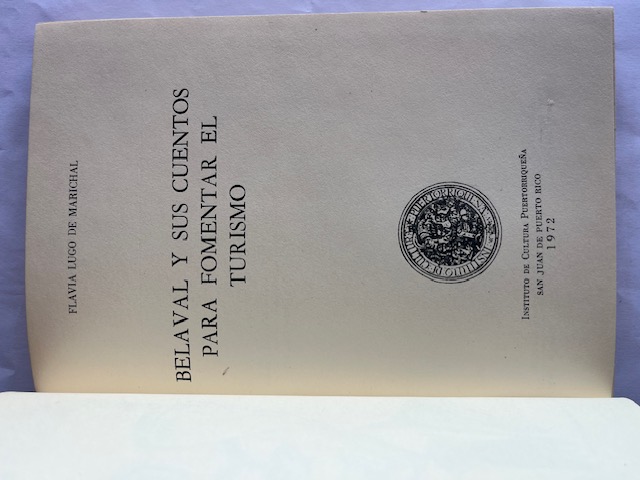 FLAVIA LUGO DE MARICHAL
BELAVAL Y SUS CUENTOS
PARA FOMENTAR EL
TURISMO
INSTITUTO DE CULTURA PUERTORRIQUEÑA
SAN JUAN DE PUERTO RICO
1972